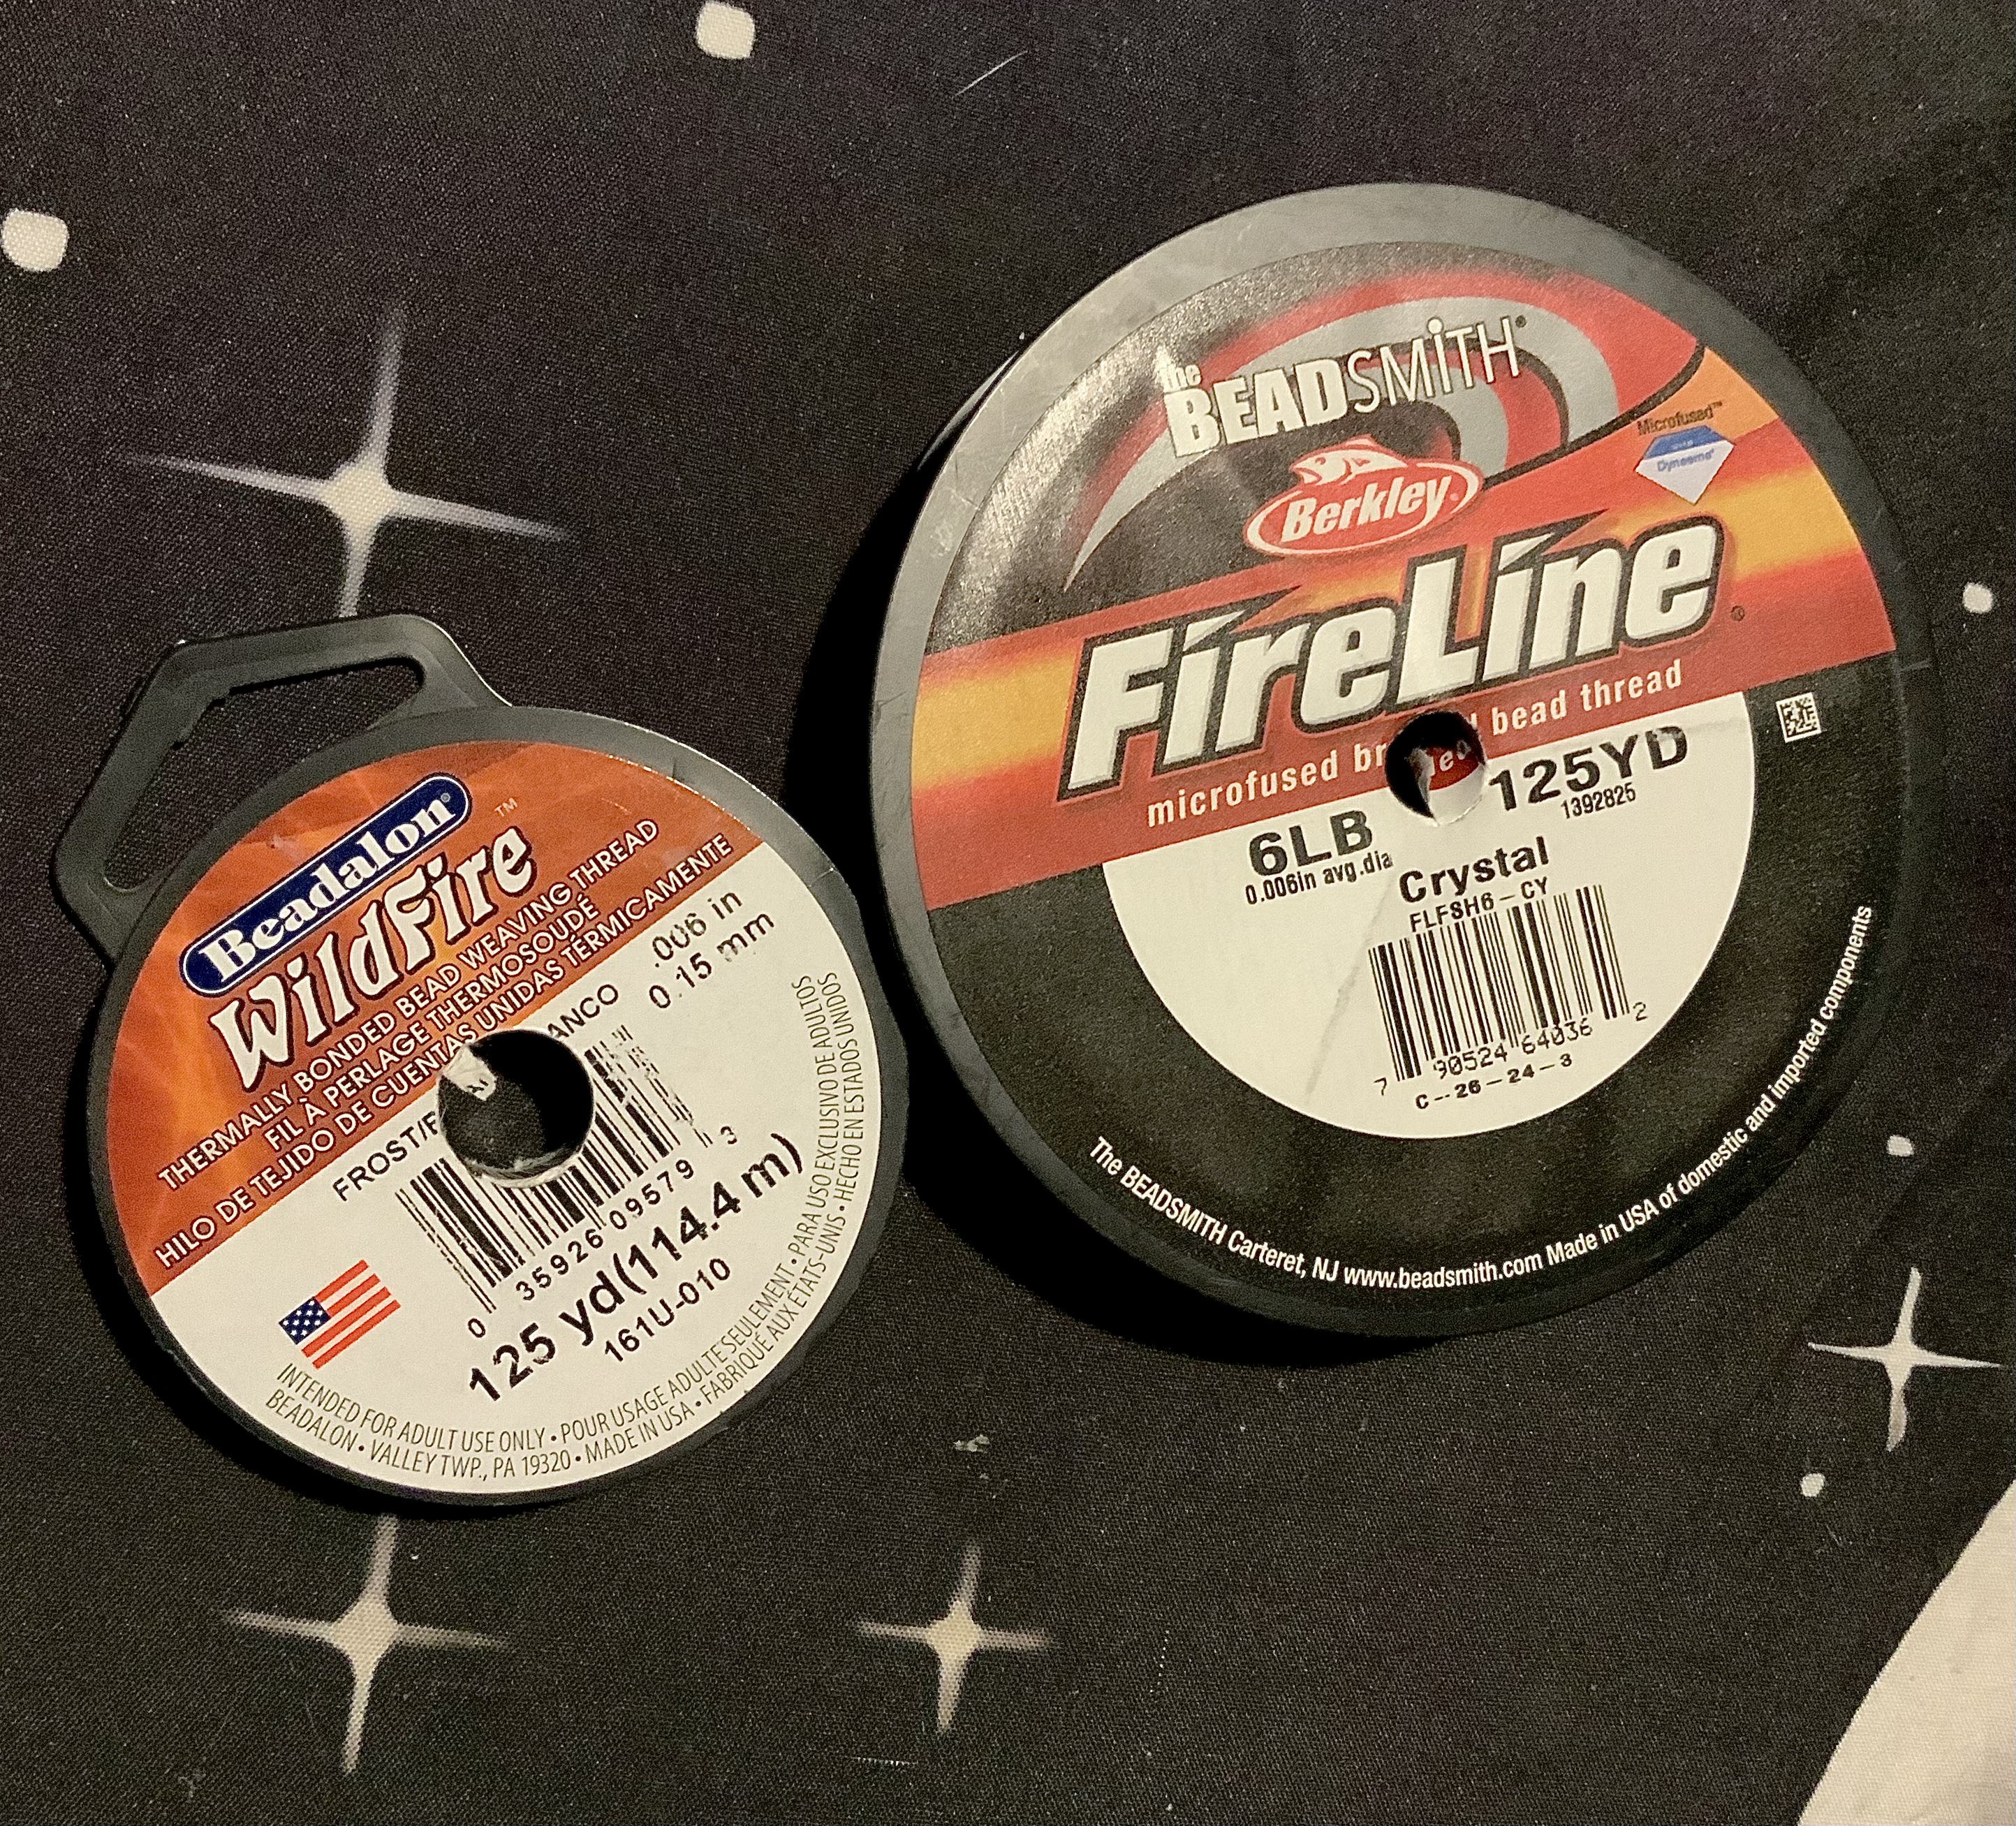 Beadalon®
WildFire™
THERMALLY BONDED BEAD WEAVING THREAD
FIL À PERLAGE THERMOSOUDÉ
HILO DE TEJIDO DE CUENTAS UNIDAS TÉRMICAMENTE
.006 in
0.15 mm
FROST/B ANCO
0 35926 09579 3
125 yd(114.4 m)
161U-010
INTENDED FOR ADULT USE ONLY • POUR USAGE ADULTE SEULEMENT • PARA USO EXCLUSIVO DE ADULTOS
BEADALON • VALLEY TWP., PA 19320 • MADE IN USA • FABRIQUÉ AUX ÉTATS-UNIS • HECHO EN ESTADOS UNIDOS
the
BEADSMiTH®
Microfused™
Dyneema®
Berkley®
FireLine®
microfused br ded bead thread
6LB 125YD
0.006in avg.dia 1392825
Crystal
FLFSH6-CY
7 90524 64036 2
C--26-24-3
The BEADSMITH Carteret, NJ www.beadsmith.com Made in USA of domestic and imported components